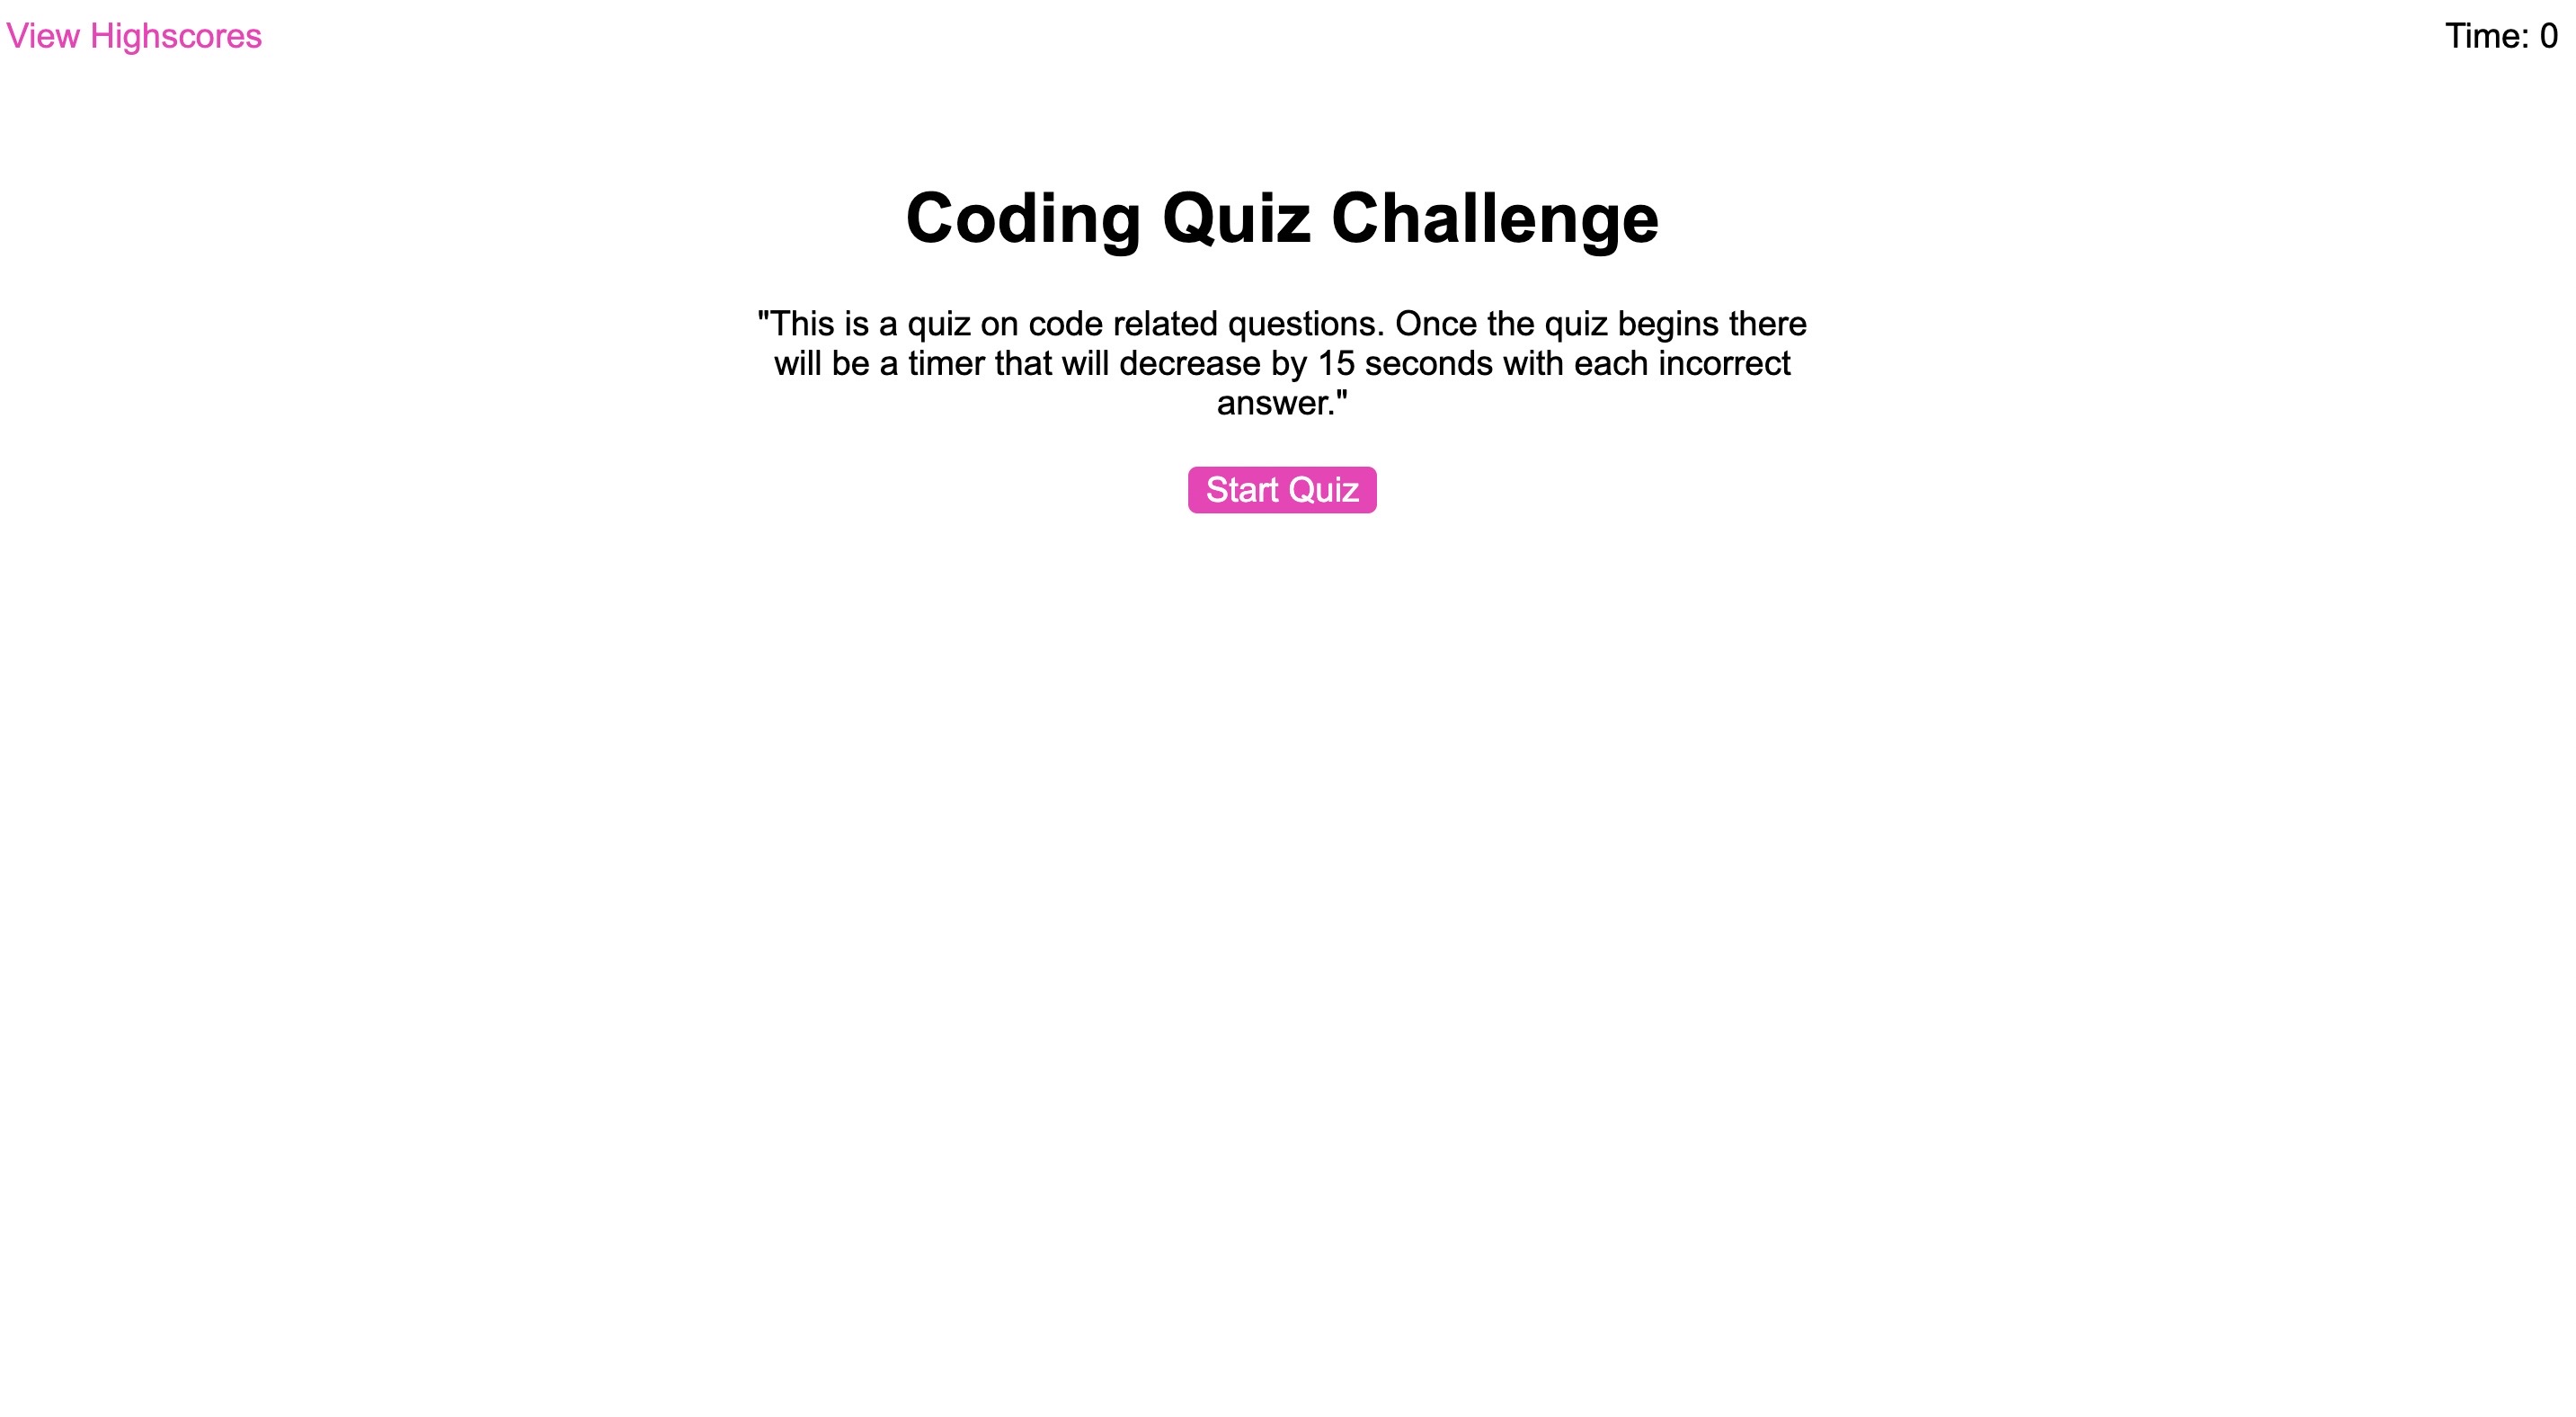 View Highscores
Time: 0
Coding Quiz Challenge
"This is a quiz on code related questions. Once the quiz begins there
will be a timer that will decrease by 15 seconds with each incorrect
answer."
Start Quiz